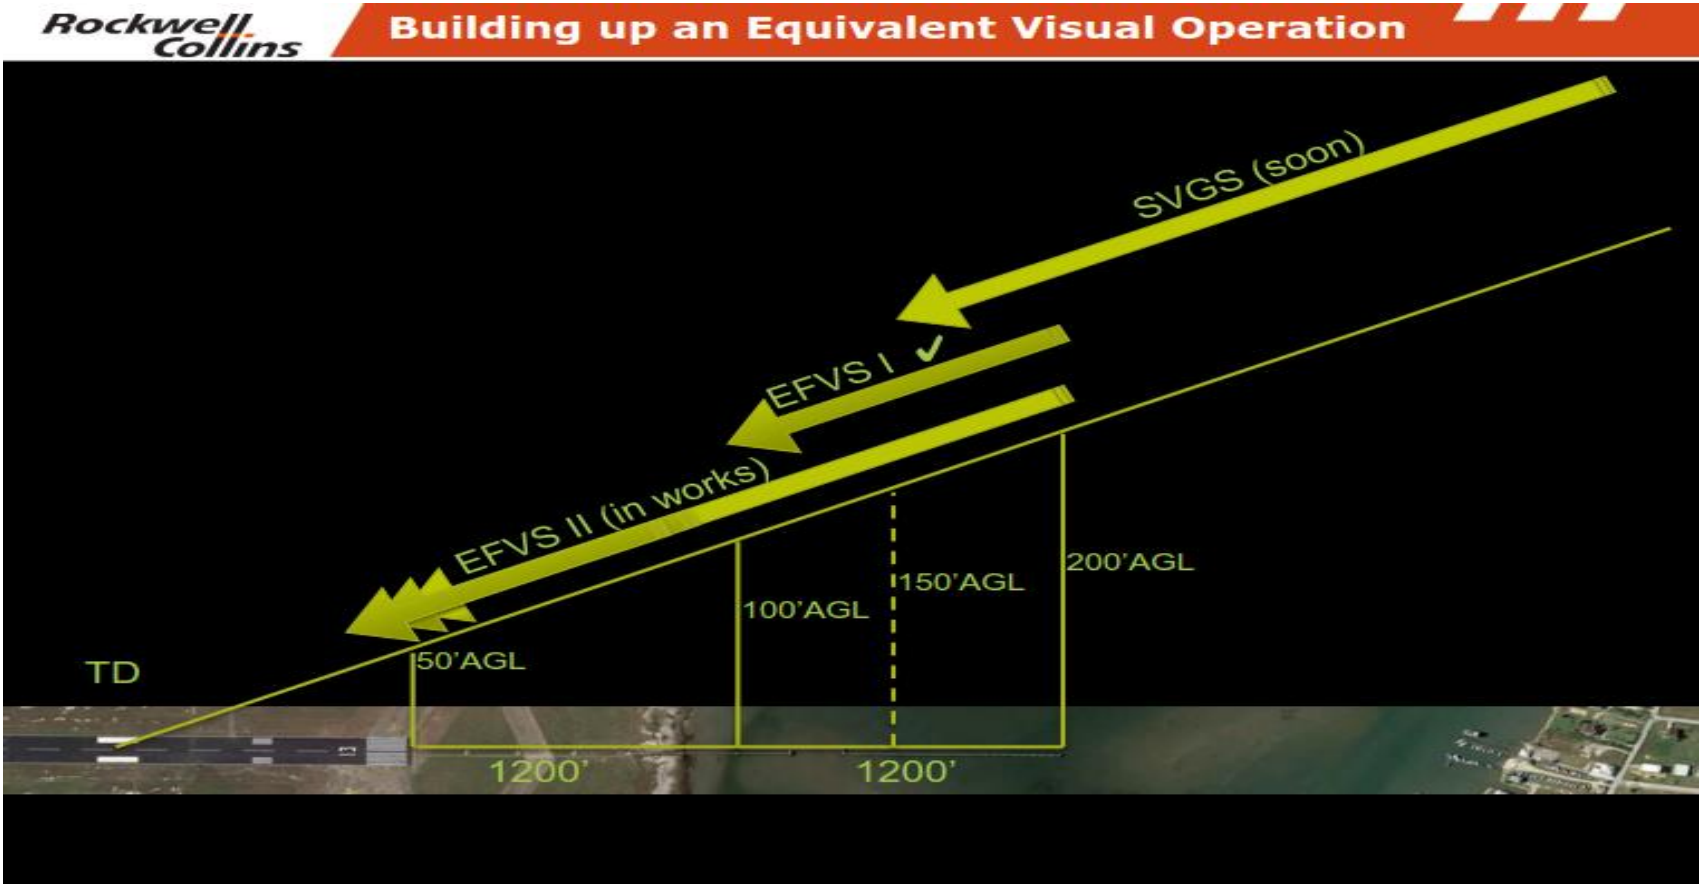 Rockwell
Collins
Building up an Equivalent Visual Operation
SVGS (soon)
EFVS I ✔
EFVS II (in works)
200'AGL
150'AGL
100'AGL
50'AGL
TD
13
1200'
1200'